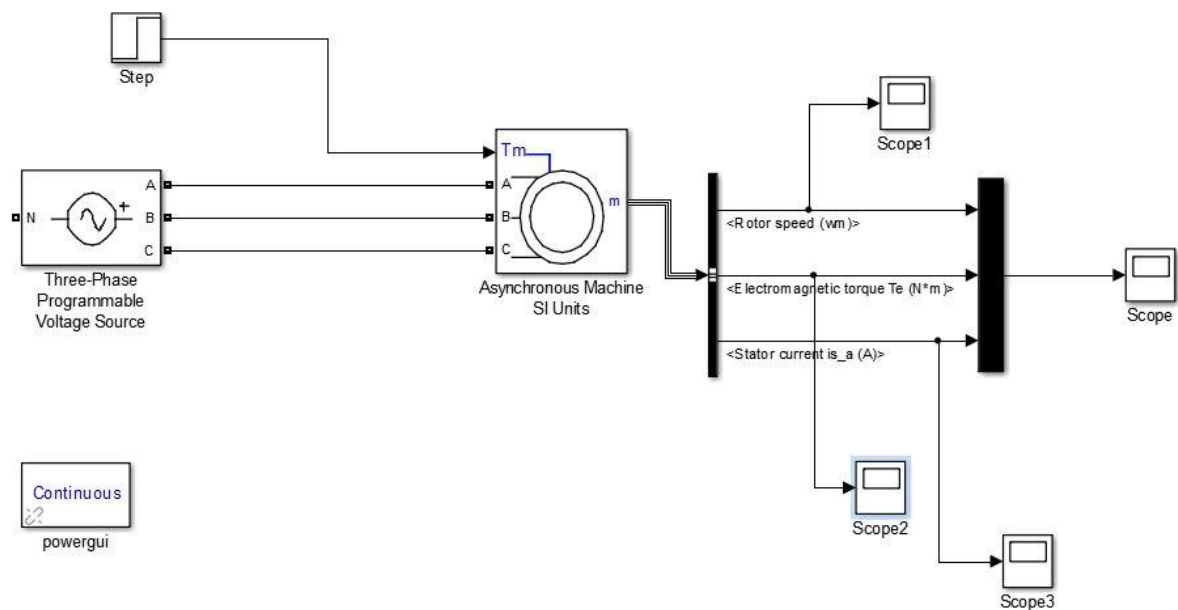 Step
Scope1
Tm
A
B
C
m
N
A
B
C
Three-Phase
Programmable
Voltage Source
Asynchronous Machine
SI Units
<Rotor speed (wm)>
<Electromagnetic torque Te (N*m)>
<Stator current is_a (A)>
Scope
Continuous
powergui
Scope2
Scope3